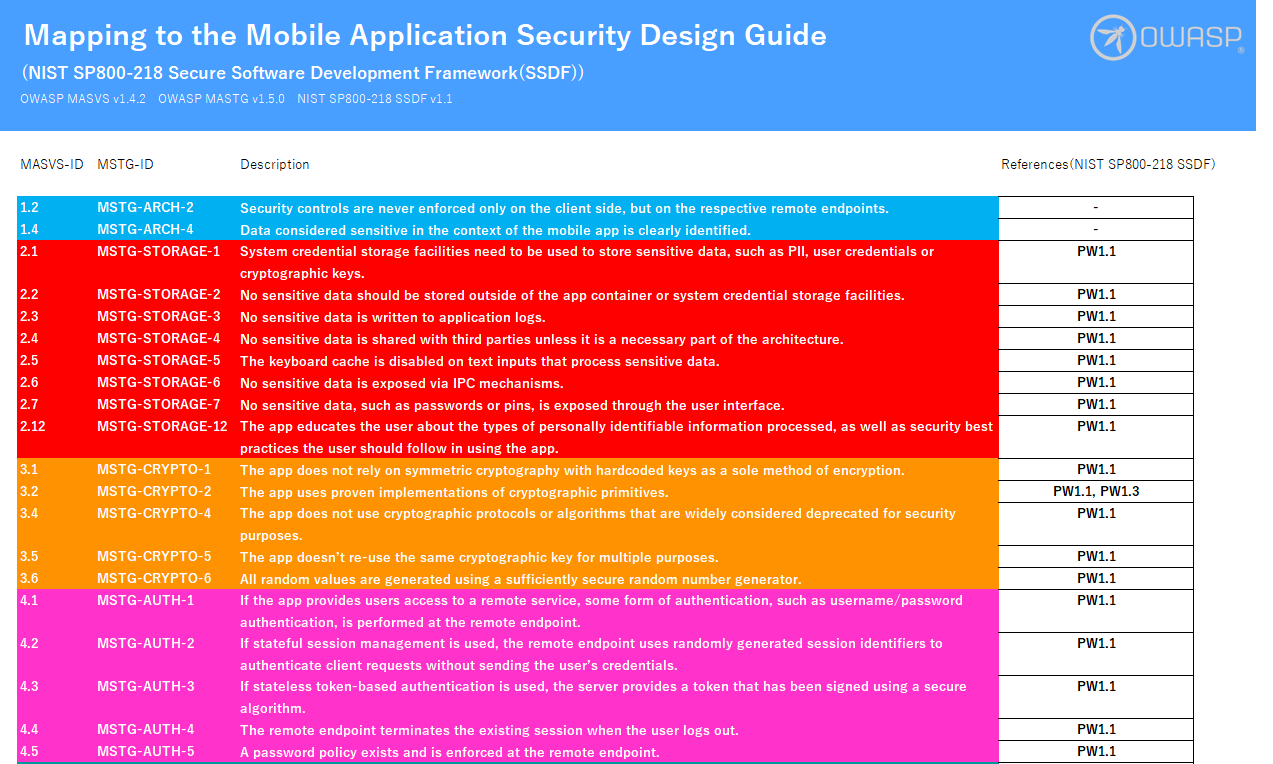 Mapping to the Mobile Application Security Design Guide
OWASP®
(NIST SP800-218 Secure Software Development Framework(SSDF))
OWASP MASVS v1.4.2 OWASP MASTG v1.5.0 NIST SP800-218 SSDF v1.1
MASVS-ID MSTG-ID Description References(NIST SP800-218 SSDF)
1.2 MSTG-ARCH-2 Security controls are never enforced only on the client side, but on the respective remote endpoints. -
1.4 MSTG-ARCH-4 Data considered sensitive in the context of the mobile app is clearly identified. -
2.1 MSTG-STORAGE-1 System credential storage facilities need to be used to store sensitive data, such as PII, user credentials or PW1.1
cryptographic keys.
2.2 MSTG-STORAGE-2 No sensitive data should be stored outside of the app container or system credential storage facilities. PW1.1
2.3 MSTG-STORAGE-3 No sensitive data is written to application logs. PW1.1
2.4 MSTG-STORAGE-4 No sensitive data is shared with third parties unless it is a necessary part of the architecture. PW1.1
2.5 MSTG-STORAGE-5 The keyboard cache is disabled on text inputs that process sensitive data. PW1.1
2.6 MSTG-STORAGE-6 No sensitive data is exposed via IPC mechanisms. PW1.1
2.7 MSTG-STORAGE-7 No sensitive data, such as passwords or pins, is exposed through the user interface. PW1.1
2.12 MSTG-STORAGE-12 The app educates the user about the types of personally identifiable information processed, as well as security best PW1.1
practices the user should follow in using the app.
3.1 MSTG-CRYPTO-1 The app does not rely on symmetric cryptography with hardcoded keys as a sole method of encryption. PW1.1
3.2 MSTG-CRYPTO-2 The app uses proven implementations of cryptographic primitives. PW1.1, PW1.3
3.4 MSTG-CRYPTO-4 The app does not use cryptographic protocols or algorithms that are widely considered deprecated for security PW1.1
purposes.
3.5 MSTG-CRYPTO-5 The app doesn't re-use the same cryptographic key for multiple purposes. PW1.1
3.6 MSTG-CRYPTO-6 All random values are generated using a sufficiently secure random number generator. PW1.1
4.1 MSTG-AUTH-1 If the app provides users access to a remote service, some form of authentication, such as username/password PW1.1
authentication, is performed at the remote endpoint.
4.2 MSTG-AUTH-2 If stateful session management is used, the remote endpoint uses randomly generated session identifiers to PW1.1
authenticate client requests without sending the user's credentials.
4.3 MSTG-AUTH-3 If stateless token-based authentication is used, the server provides a token that has been signed using a secure PW1.1
algorithm.
4.4 MSTG-AUTH-4 The remote endpoint terminates the existing session when the user logs out. PW1.1
4.5 MSTG-AUTH-5 A password policy exists and is enforced at the remote endpoint. PW1.1